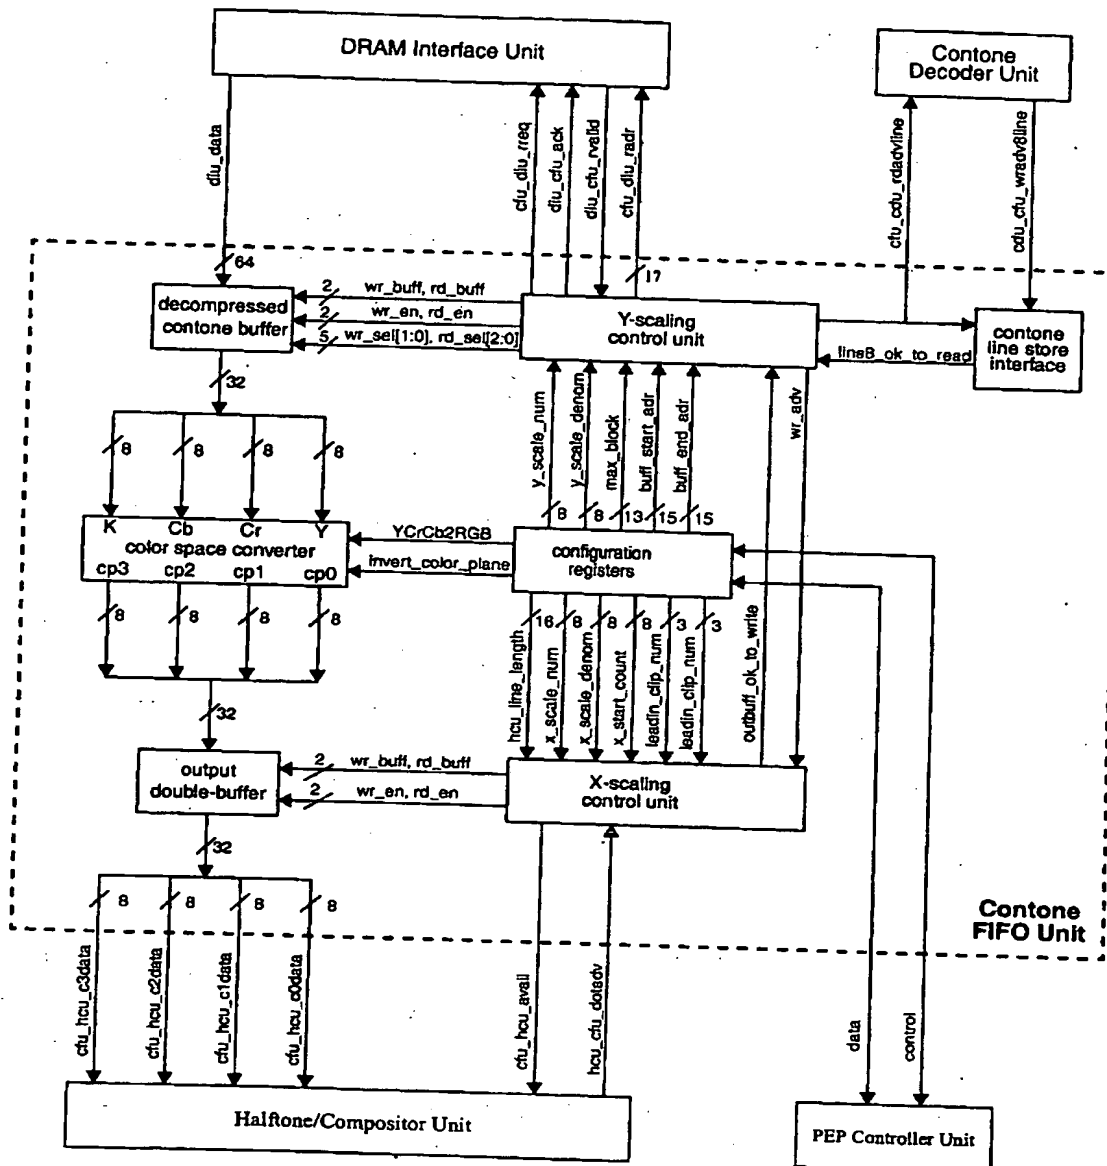 DRAM Interface Unit
Contone
Decoder Unit
diu_data
cfu_diu_rreq
diu_cfu_ack
diu_cfu_rvalid
cfu_diu_radr
cfu_cdu_rdadvline
cdu_cfu_wradv8line
64
17
decompressed
contone buffer
2
wr_buff, rd_buff
2
wr_en, rd_en
5
wr_sel[1:0], rd_sel[2:0]
Y-scaling
control unit
contone
line store
interface
line8_ok_to_read
32
8
8
8
8
y_scale_num
y_scale_denom
max_block
buff_start_adr
buff_end_adr
wr_adv
8
8
13
15
15
K
Cb
Cr
Y
color space converter
cp3
cp2
cp1
cp0
YCrCb2RGB
invert_color_plane
configuration
registers
8
8
8
8
16
8
8
8
3
3
hcu_line_length
x_scale_num
x_scale_denom
x_start_count
leadin_clip_num
leadin_clip_num
outbuff_ok_to_write
32
output
double-buffer
2
wr_buff, rd_buff
2
wr_en, rd_en
X-scaling
control unit
32
8
8
8
8
Contone
FIFO Unit
cfu_hcu_c3data
cfu_hcu_c2data
cfu_hcu_c1data
cfu_hcu_c0data
cfu_hcu_avail
hcu_cfu_dotadv
data
control
Halftone/Compositor Unit
PEP Controller Unit